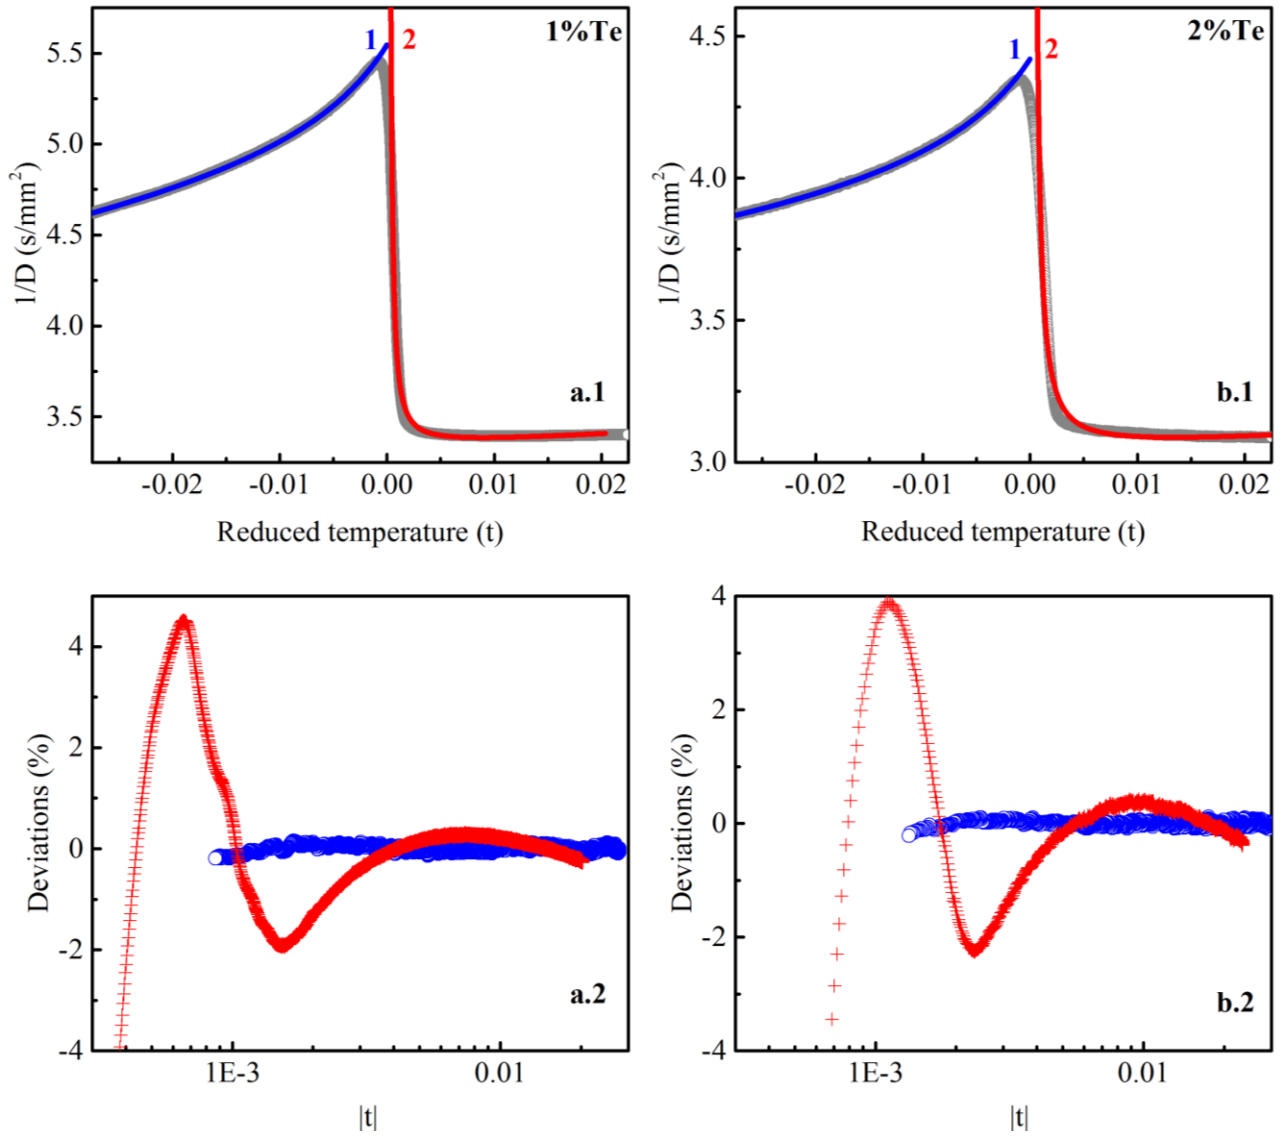 1%Te
1 2
5.5
5.0
4.5
4.0
3.5
1/D (s/mm²)
a.1
-0.02 -0.01 0.00 0.01 0.02
Reduced temperature (t)
2%Te
1 2
4.5
4.0
3.5
3.0
1/D (s/mm²)
b.1
-0.02 -0.01 0.00 0.01 0.02
Reduced temperature (t)
4
2
0
-2
-4
Deviations (%)
a.2
1E-3 0.01
|t|
4
2
0
-2
-4
Deviations (%)
b.2
1E-3 0.01
|t|